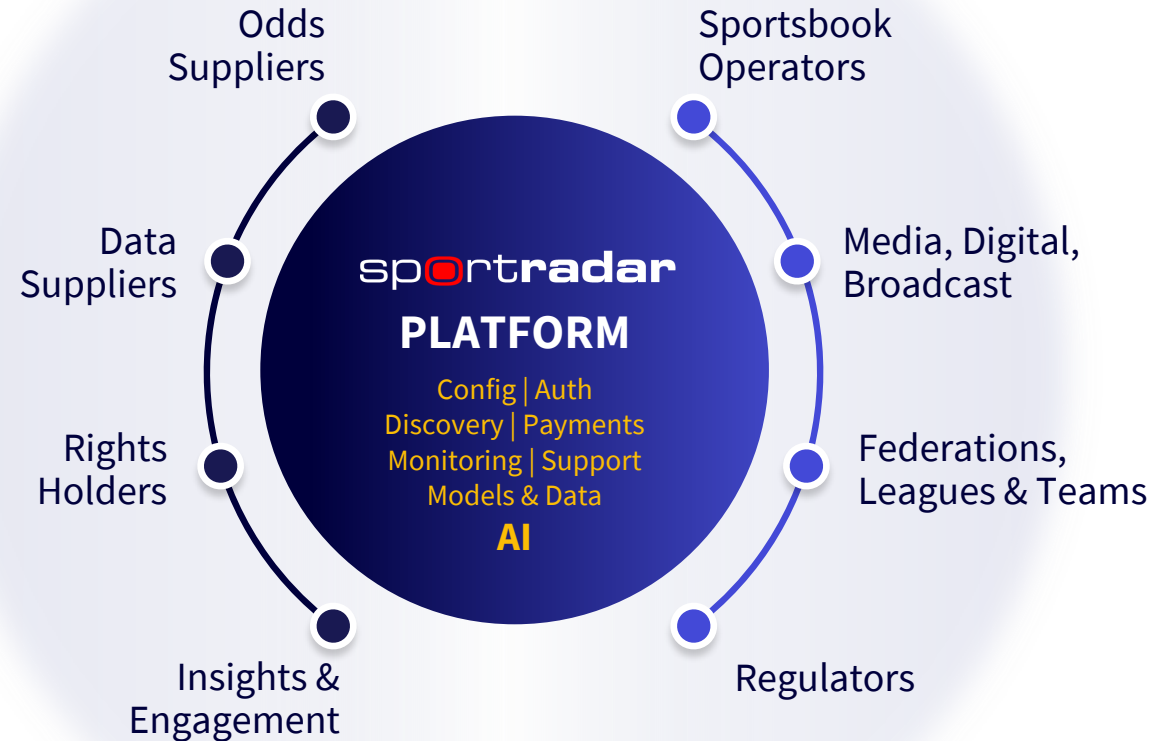 Odds
Suppliers
Sportsbook
Operators
Data
Suppliers
Media, Digital,
Broadcast
sportradar
PLATFORM
Config | Auth
Discovery | Payments
Monitoring | Support
Models & Data
AI
Rights
Holders
Federations,
Leagues & Teams
Insights &
Engagement
Regulators